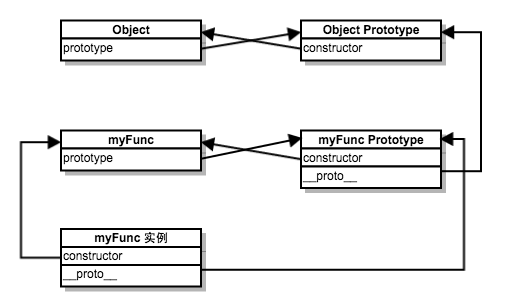 Object
prototype
Object Prototype
constructor
myFunc
prototype
myFunc Prototype
constructor
__proto__
myFunc 实例
constructor
__proto__